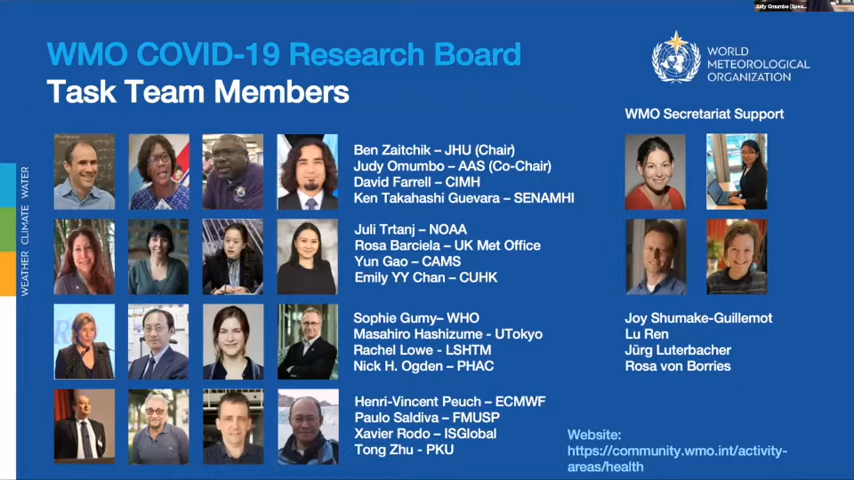 Judy Omumbo
WMO COVID-19 Research Board
Task Team Members
WORLD
METEOROLOGICAL
ORGANIZATION
WMO Secretariat Support
WEATHER CLIMATE WATER
Ben Zaitchik – JHU (Chair)
Judy Omumbo – AAS (Co-Chair)
David Farrell – CIMH
Ken Takahashi Guevara – SENAMHI
Juli Trtanj – NOAA
Rosa Barciela – UK Met Office
Yun Gao – CAMS
Emily YY Chan – CUHK
Sophie Gumy– WHO
Masahiro Hashizume - UTokyo
Rachel Lowe - LSHTM
Nick H. Ogden - PHAC
Joy Shumake-Guillemot
Lu Ren
Jürg Luterbacher
Rosa von Borries
Henri-Vincent Peuch – ECMWF
Paulo Saldiva – FMUSP
Xavier Rodo – ISGlobal
Tong Zhu - PKU
Website:
https://community.wmo.int/activity-
areas/health